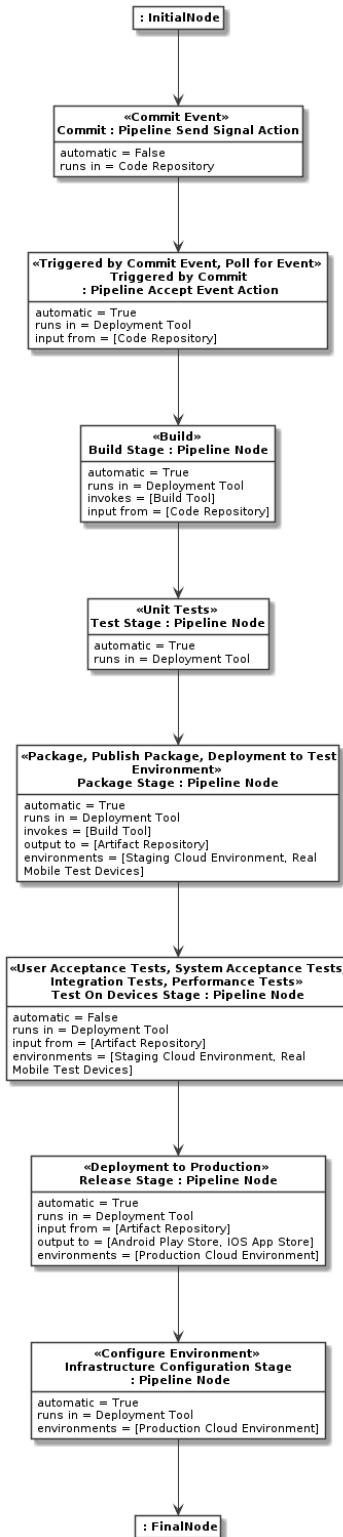 : InitialNode
«Commit Event»
Commit : Pipeline Send Signal Action
automatic = False
runs in = Code Repository
«Triggered by Commit Event, Poll for Event»
Triggered by Commit
: Pipeline Accept Event Action
automatic = True
runs in = Deployment Tool
input from = [Code Repository]
«Build»
Build Stage : Pipeline Node
automatic = True
runs in = Deployment Tool
invokes = [Build Tool]
input from = [Code Repository]
«Unit Tests»
Test Stage : Pipeline Node
automatic = True
runs in = Deployment Tool
«Package, Publish Package, Deployment to Test
Environment»
Package Stage : Pipeline Node
automatic = True
runs in = Deployment Tool
invokes = [Build Tool]
output to = [Artifact Repository]
environments = [Staging Cloud Environment, Real
Mobile Test Devices]
«User Acceptance Tests, System Acceptance Tests,
Integration Tests, Performance Tests»
Test On Devices Stage : Pipeline Node
automatic = False
runs in = Deployment Tool
input from = [Artifact Repository]
environments = [Staging Cloud Environment, Real
Mobile Test Devices]
«Deployment to Production»
Release Stage : Pipeline Node
automatic = True
runs in = Deployment Tool
input from = [Artifact Repository]
output to = [Android Play Store, IOS App Store]
environments = [Production Cloud Environment]
«Configure Environment»
Infrastructure Configuration Stage
: Pipeline Node
automatic = True
runs in = Deployment Tool
environments = [Production Cloud Environment]
: FinalNode